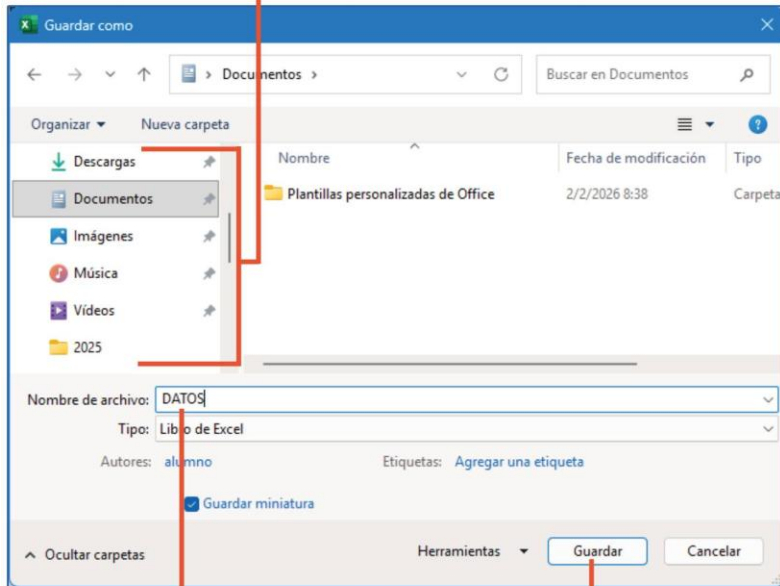 Guardar como
Documentos
Buscar en Documentos
Organizar
Nueva carpeta
Nombre
Fecha de modificación
Tipo
Descargas
Documentos
Imágenes
Música
Vídeos
2025
Plantillas personalizadas de Office
2/2/2026 8:38
Carpeta
Nombre de archivo: DATOS
Tipo: Libro de Excel
Autores: alumno
Etiquetas: Agregar una etiqueta
Guardar miniatura
Ocultar carpetas
Herramientas
Guardar
Cancelar